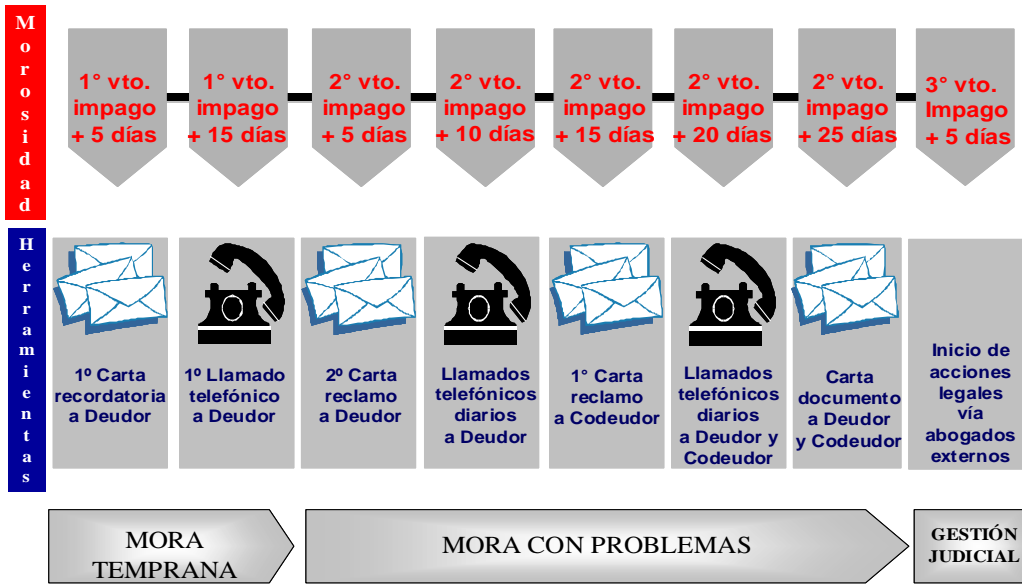 Morosidad
1° vto.
impago
+ 5 días
1° vto.
impago
+ 15 días
2° vto.
impago
+ 5 días
2° vto.
impago
+ 10 días
2° vto.
impago
+ 15 días
2° vto.
impago
+ 20 días
2° vto.
impago
+ 25 días
3° vto.
Impago
+ 5 días
Herramientas
1º Carta
recordatoria
a Deudor
1º Llamado
telefónico
a Deudor
2º Carta
reclamo
a Deudor
Llamados
telefónicos
diarios
a Deudor
1° Carta
reclamo
a Codeudor
Llamados
telefónicos
diarios
a Deudor y
Codeudor
Carta
documento
a Deudor
y Codeudor
Inicio de
acciones
legales
vía
abogados
externos
MORA
TEMPRANA
MORA CON PROBLEMAS
GESTIÓN
JUDICIAL